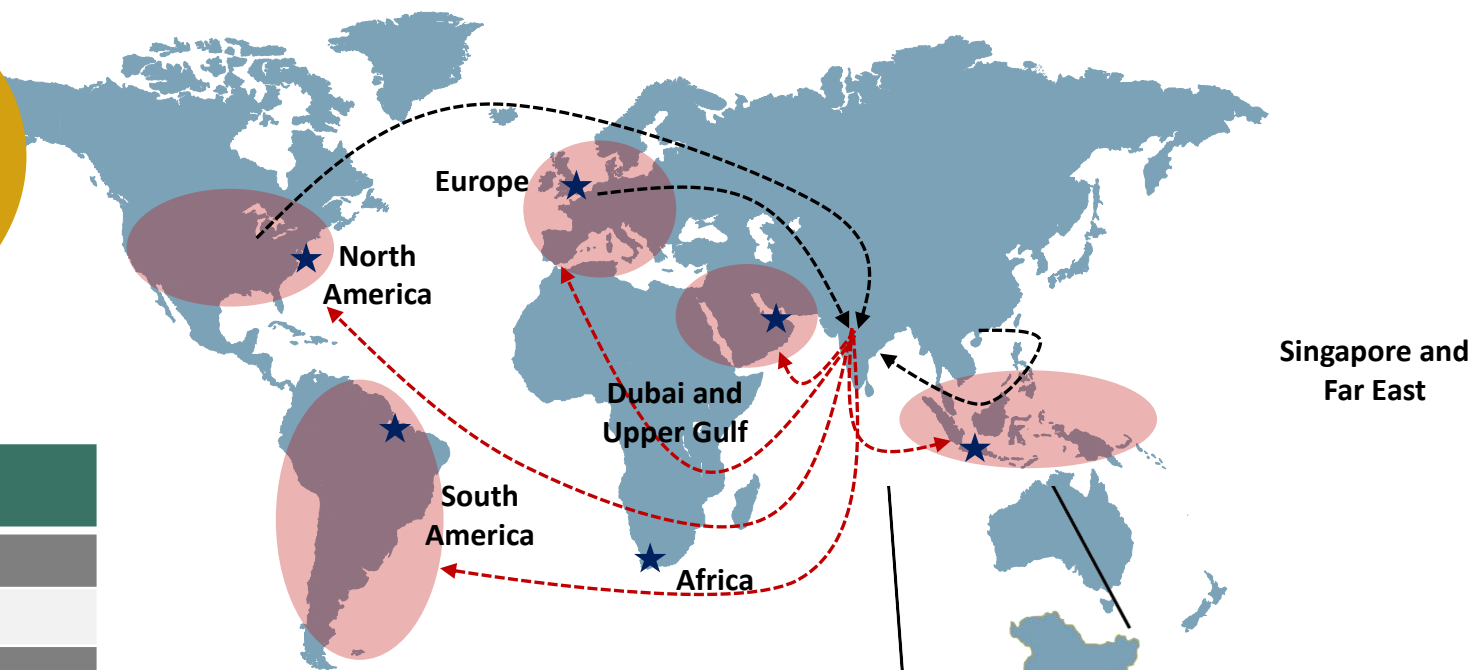 Europe
North
America
Singapore and
Far East
Dubai and
Upper Gulf
South
America
Africa